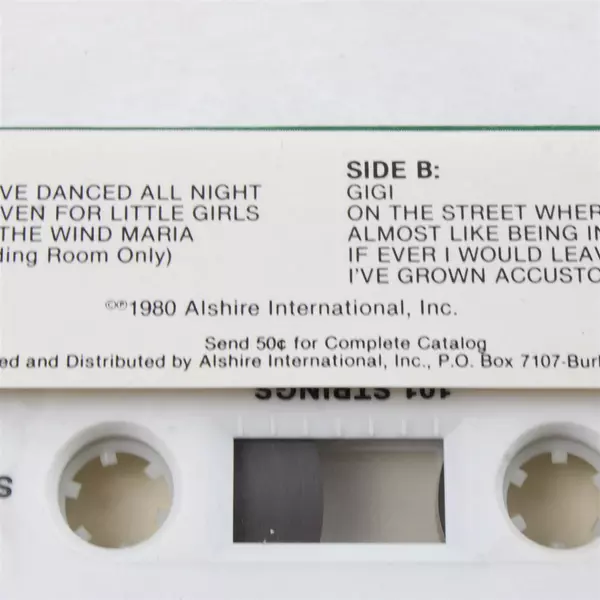 VE DANCED ALL NIGHT
VEN FOR LITTLE GIRLS
THE WIND MARIA
ding Room Only)
SIDE B:
GIGI
ON THE STREET WHER
ALMOST LIKE BEING IN
IF EVER I WOULD LEAV
I'VE GROWN ACCUSTO
©℗1980 Alshire International, Inc.
Send 50¢ for Complete Catalog
ed and Distributed by Alshire International, Inc., P.O. Box 7107-Burl
101 STRINGS
S